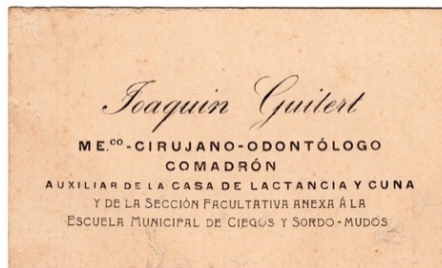 Joaquin Guitert
ME.CO-CIRUJANO-ODONTÓLOGO
COMADRÓN
AUXILIAR DE LA CASA DE LACTANCIA Y CUNA
Y DE LA SECCIÓN FACULTATIVA ANEXA Á LA
ESCUELA MUNICIPAL DE CIEGOS Y SORDO-MUDOS